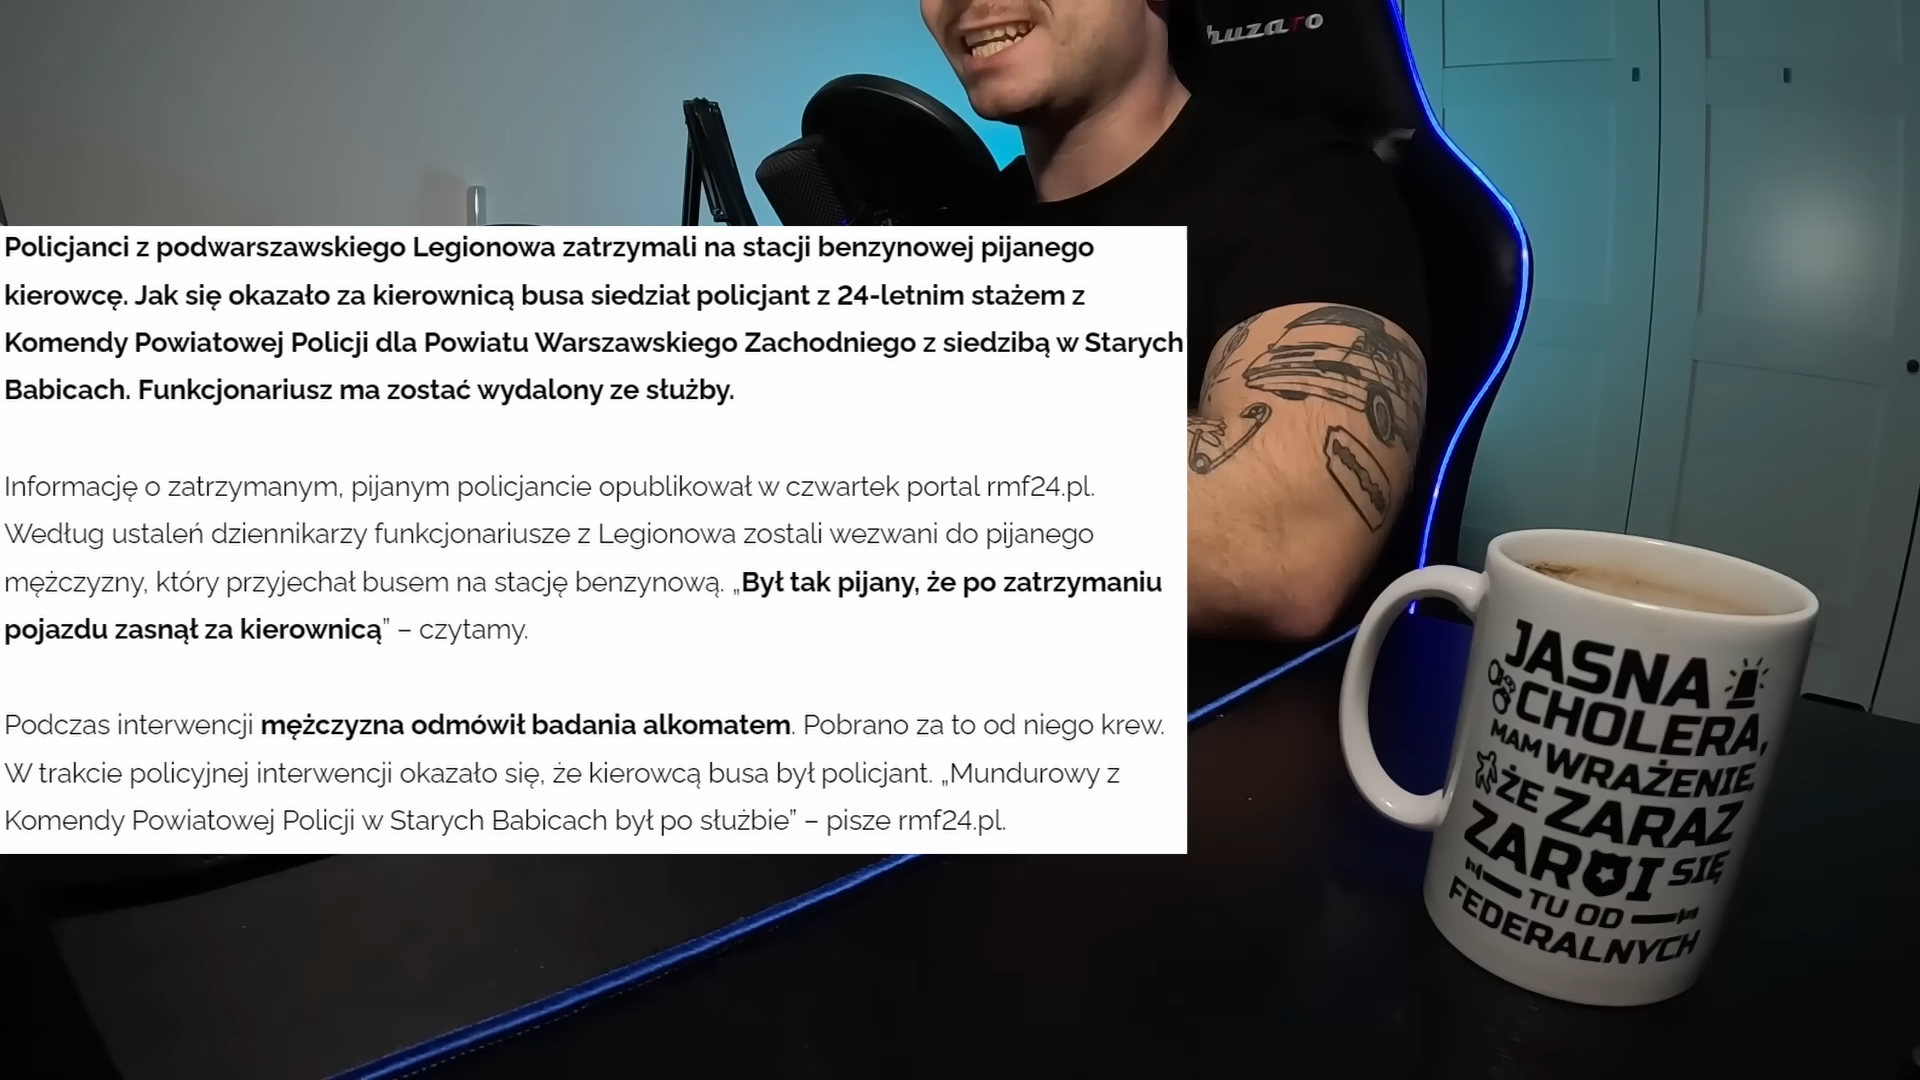 huzaro
Policjanci z podwarszawskiego Legionowa zatrzymali na stacji benzynowej pijanego
kierowcę. Jak się okazało za kierownicą busa siedział policjant z 24-letnim stażem z
Komendy Powiatowej Policji dla Powiatu Warszawskiego Zachodniego z siedzibą w Starych
Babicach. Funkcjonariusz ma zostać wydalony ze służby.
Informację o zatrzymanym, pijanym policjancie opublikował w czwartek portal rmf24.pl.
Według ustaleń dziennikarzy funkcjonariusze z Legionowa zostali wezwani do pijanego
mężczyzny, który przyjechał busem na stację benzynową. „Był tak pijany, że po zatrzymaniu
pojazdu zasnął za kierownicą” – czytamy.
Podczas interwencji mężczyzna odmówił badania alkomatem. Pobrano za to od niego krew.
W trakcie policyjnej interwencji okazało się, że kierowcą busa był policjant. „Mundurowy z
Komendy Powiatowej Policji w Starych Babicach był po służbie” – pisze rmf24.pl.
JASNA
CHOLERA,
MAM WRAŻENIE,
ŻE ZARAZ
ZAROI SIĘ
TU OD
FEDERALNYCH